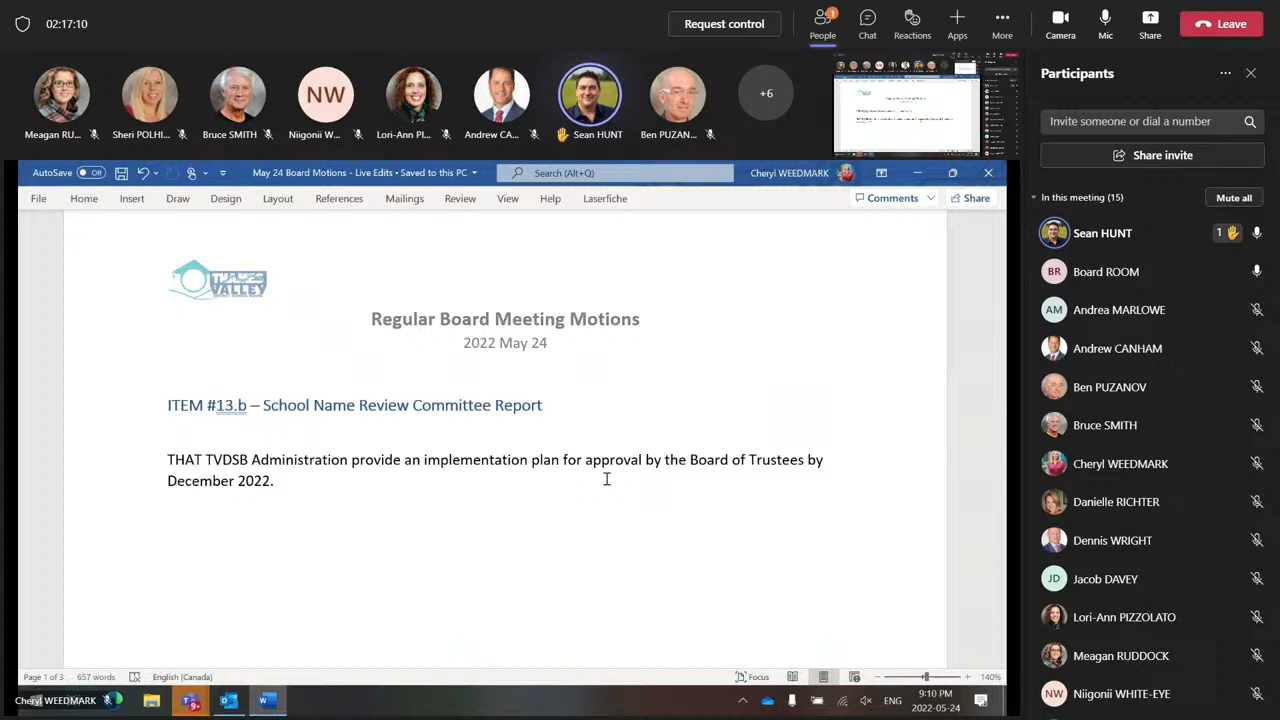 02:17:10
Request control
1
People
Chat
Reactions
Apps
More
Camera
Mic
Share
Leave
Meagan RU...
Sheri POLHI...
Bruce SMITH
NW
Lori-Ann PI...
Andrew CA...
Sean HUNT
Ben PUZAN...
+6
Invite someone or dial a number
Share invite
In this meeting (15)
Mute all
Sean HUNT
1
BR
Board ROOM
AM
Andrea MARLOWE
Andrew CANHAM
Ben PUZANOV
Bruce SMITH
Cheryl WEEDMARK
Danielle RICHTER
Dennis WRIGHT
JD
Jacob DAVEY
Lori-Ann PIZZOLATO
Meagan RUDDOCK
NW
Niigonii WHITE-EYE
AutoSave Off
May 24 Board Motions - Live Edits • Saved to this PC
Search (Alt+Q)
Cheryl WEEDMARK
File Home Insert Draw Design Layout References Mailings Review View Help Laserfiche
Comments
Share
VALLEY
Regular Board Meeting Motions
2022 May 24
ITEM #13.b – School Name Review Committee Report
THAT TVDSB Administration provide an implementation plan for approval by the Board of Trustees by
December 2022.
Page 1 of 3 657 words English (Canada)
Focus
140%
Cheryl WEEDMARK
ENG
9:10 PM
2022-05-24